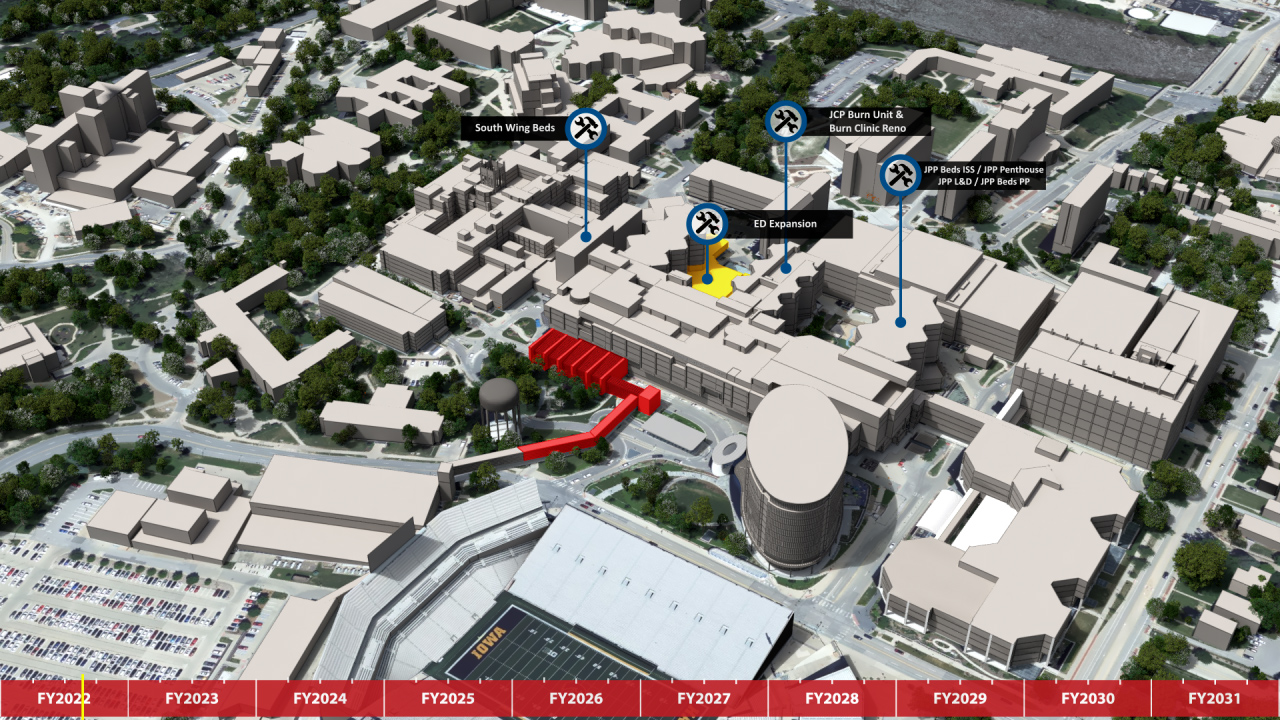 JCP Burn Unit &
Burn Clinic Reno
South Wing Beds
JPP Beds ISS / JPP Penthouse
JPP L&D / JPP Beds PP
ED Expansion
IOWA
FY2022 FY2023 FY2024 FY2025 FY2026 FY2027 FY2028 FY2029 FY2030 FY2031